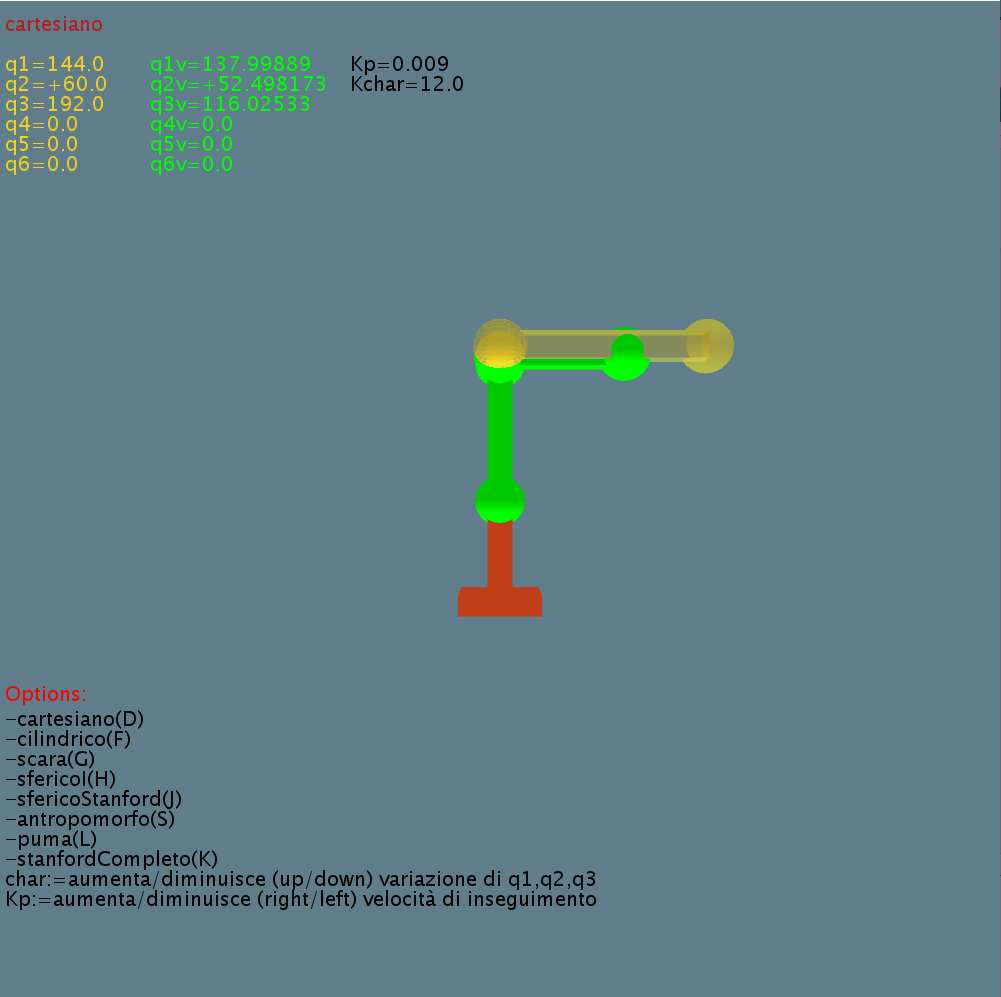 cartesiano
q1=144.0 q1v=137.99889 Kp=0.009
q2=+60.0 q2v=+52.498173 Kchar=12.0
q3=192.0 q3v=116.02533
q4=0.0 q4v=0.0
q5=0.0 q5v=0.0
q6=0.0 q6v=0.0
Options:
-cartesiano(D)
-cilindrico(F)
-scara(G)
-sfericoI(H)
-sfericoStanford(J)
-antropomorfo(S)
-puma(L)
-stanfordCompleto(K)
char:=aumenta/diminuisce (up/down) variazione di q1,q2,q3
Kp:=aumenta/diminuisce (right/left) velocità di inseguimento